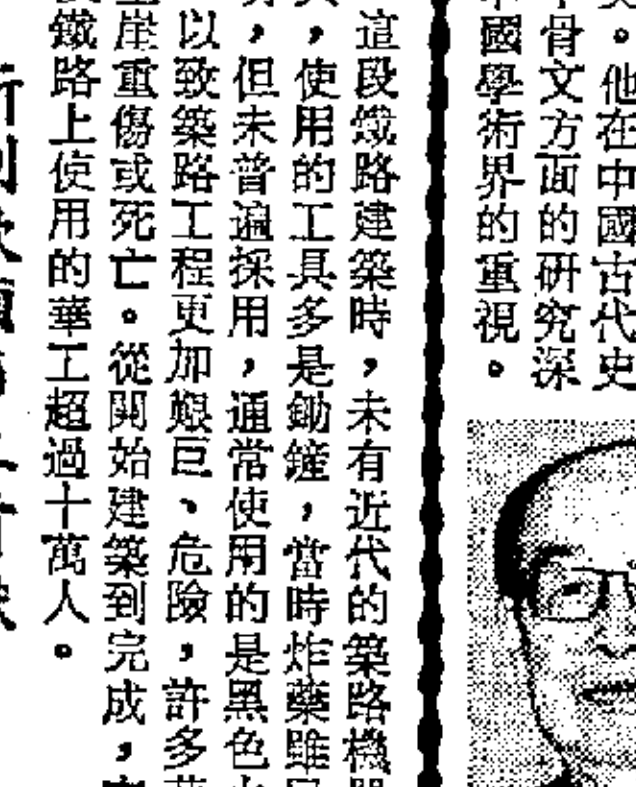 他在中國古代史
骨文方面的研究深
國學術界的重視。
這段鐵路建築時，未有近代的築路機
，使用的工具多是鋤鏟，當時炸藥雖
，但未普遍採用，通常使用的是黑色
以致築路工程更加艱巨、危險，許多
崖重傷或死亡。從開始建築到完成，
鐵路上使用的華工超過十萬人。